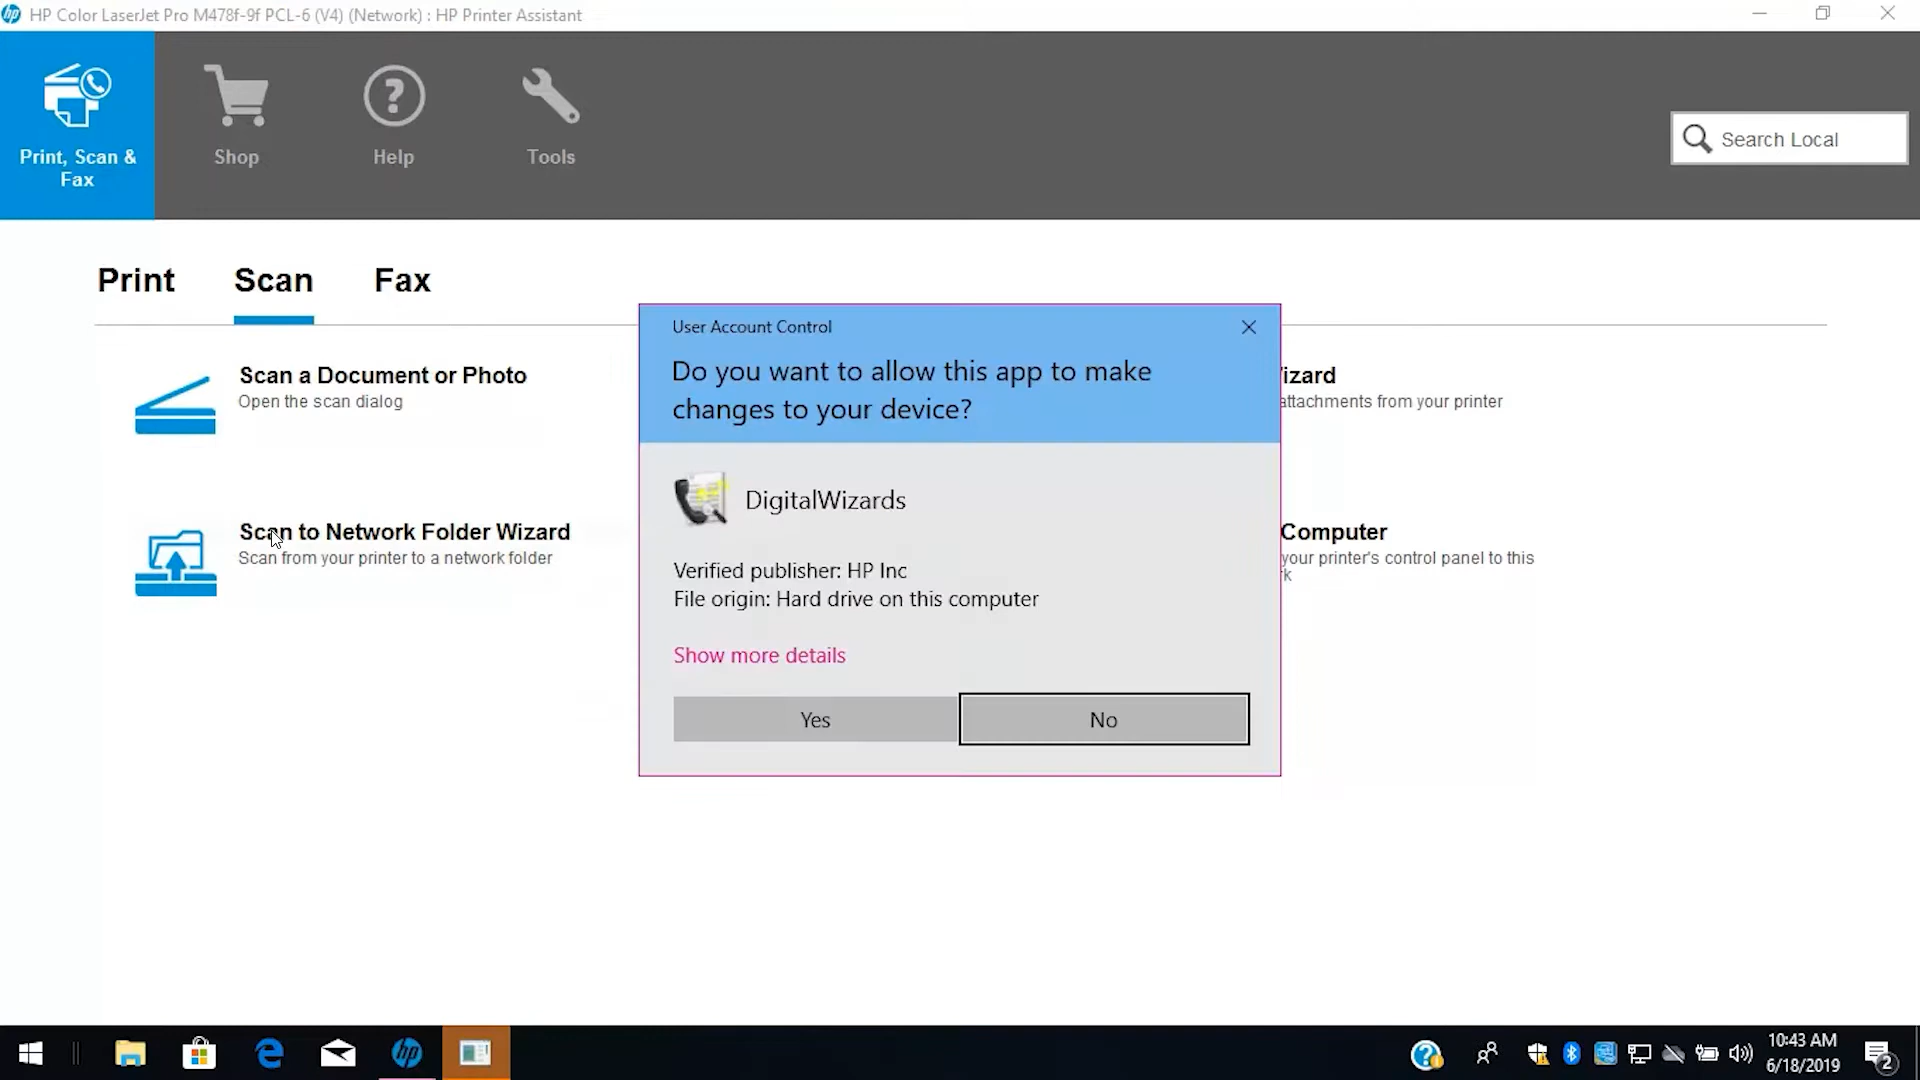 HP Color LaserJet Pro M478f-9f PCL-6 (V4) (Network) : HP Printer Assistant
Print, Scan &
Fax
Shop
Help
Tools
Search Local
Print
Scan
Fax
Scan a Document or Photo
Open the scan dialog
Scan to Network Folder Wizard
Scan from your printer to a network folder
User Account Control
Do you want to allow this app to make
changes to your device?
DigitalWizards
Verified publisher: HP Inc
File origin: Hard drive on this computer
Show more details
Yes
No
izard
attachments from your printer
Computer
your printer's control panel to this
k
hp
10:43 AM
6/18/2019
2